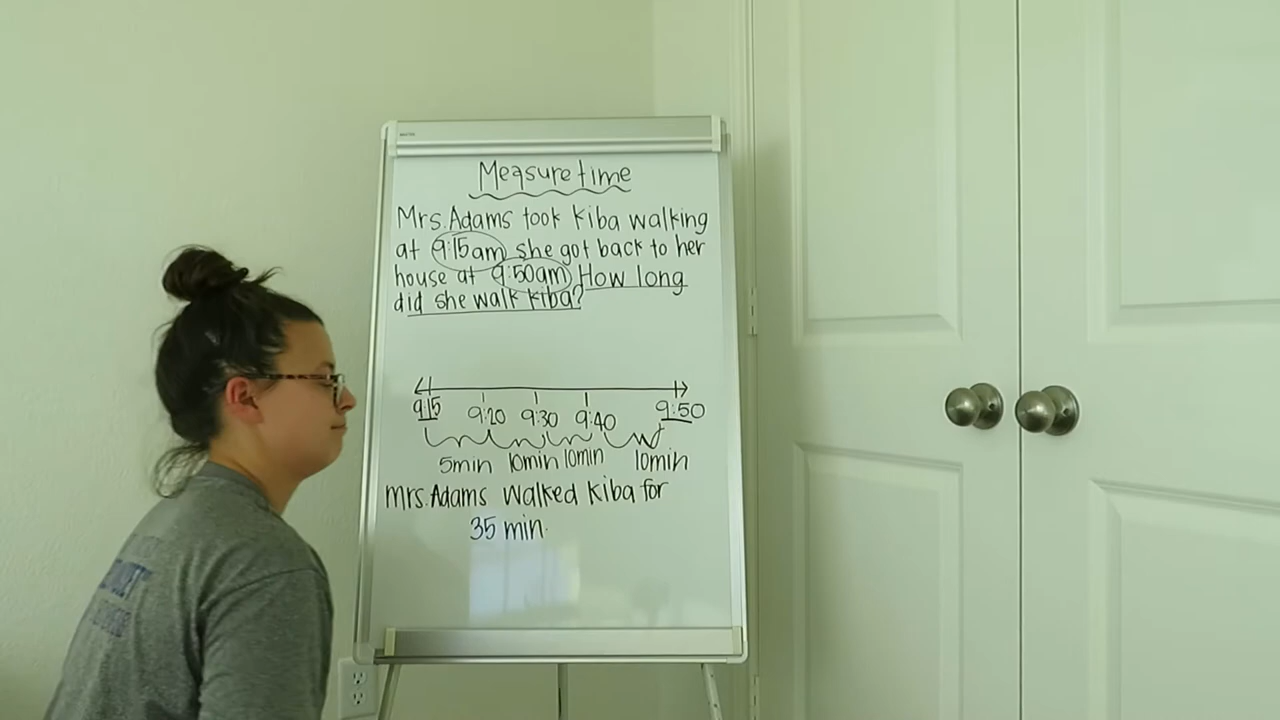 Measure time
Mrs. Adams took Kiba walking
at 9:15am she got back to her
house at 9:50am How long
did she walk kiba?
9:15 9:20 9:30 9:40 9:50
5min 10min 10min 10min
mrs. Adams walked Kiba for
35 min.